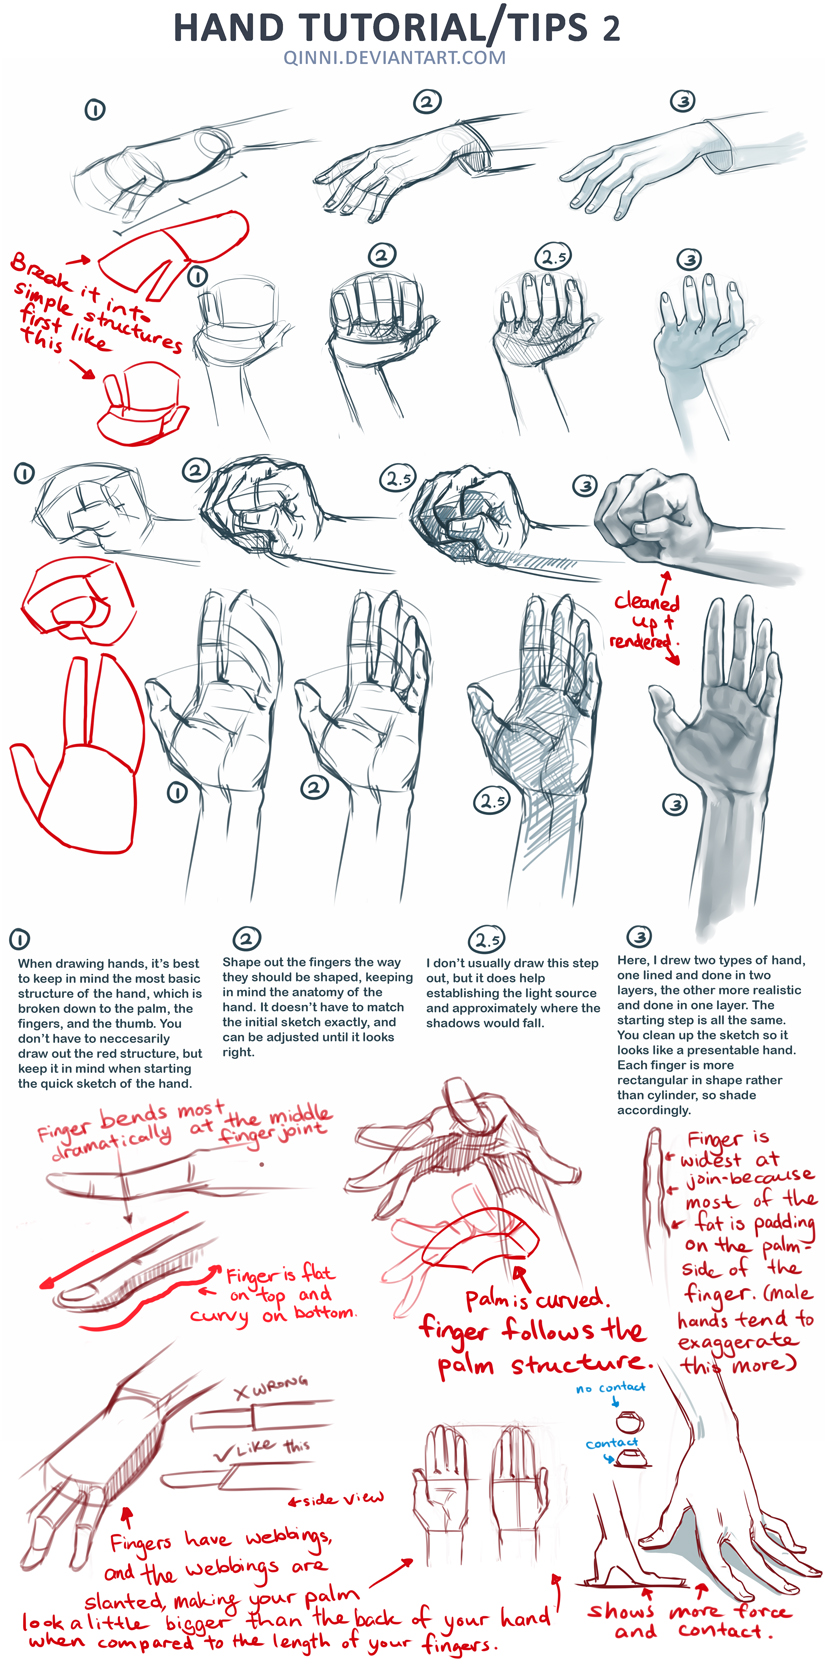 HAND TUTORIAL/TIPS 2
QINNI.DEVIANTART.COM
1
2
3
Break it into
simple structures
first like
this
1
2
2.5
3
1
2
2.5
3
cleaned
up +
rendered.
1
2
2.5
3
1
When drawing hands, it's best
to keep in mind the most basic
structure of the hand, which is
broken down to the palm, the
fingers, and the thumb. You
don't have to neccesarily
draw out the red structure, but
keep it in mind when starting
the quick sketch of the hand.
2
Shape out the fingers the way
they should be shaped, keeping
in mind the anatomy of the
hand. It doesn't have to match
the initial sketch exactly, and
can be adjusted until it looks
right.
2.5
I don't usually draw this step
out, but it does help
establishing the light source
and approximately where the
shadows would fall.
3
Here, I drew two types of hand,
one lined and done in two
layers, the other more realistic
and done in one layer. The
starting step is all the same.
You clean up the sketch so it
looks like a presentable hand.
Each finger is more
rectangular in shape rather
than cylinder, so shade
accordingly.
Finger bends most
dramatically at the middle
finger joint
Finger is flat
on top and
curvy on bottom.
Palm is curved.
finger follows the
palm structure.
Finger is
widest at
join-because
most of the
fat is padding
on the palm-
side of the
finger. (male
hands tend to
exaggerate
this more)
X WRONG
✓Like this
←side view
Fingers have webbings,
and the webbings are
slanted, making your palm
look a little bigger than the back of your hand
when compared to the length of your fingers.
no contact
contact
shows more force
and contact.